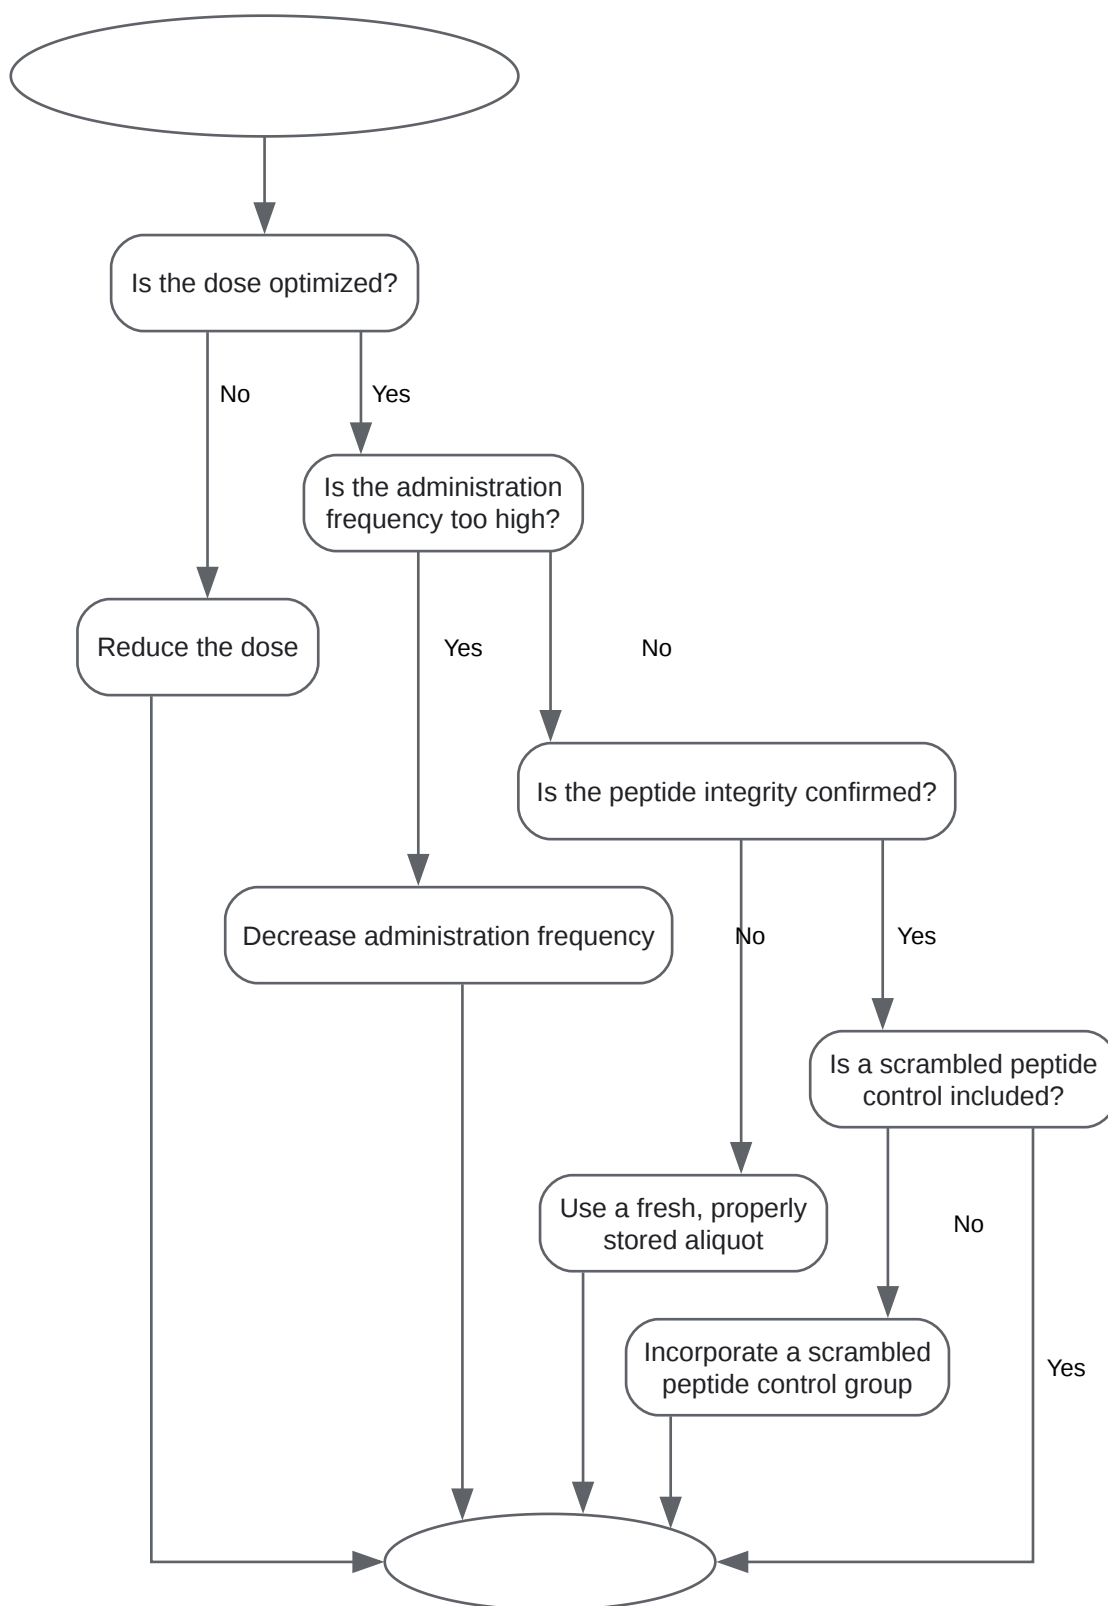 Is the dose optimized?
No
Yes
Is the administration
frequency too high?
Reduce the dose
Yes
No
Is the peptide integrity confirmed?
Decrease administration frequency
No
Yes
Is a scrambled peptide
control included?
Use a fresh, properly
stored aliquot
No
Incorporate a scrambled
peptide control group
Yes